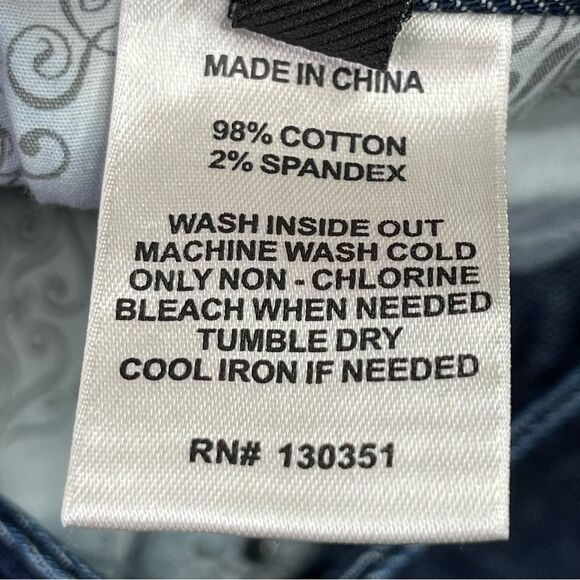 MADE IN CHINA
98% COTTON
2% SPANDEX
WASH INSIDE OUT
MACHINE WASH COLD
ONLY NON - CHLORINE
BLEACH WHEN NEEDED
TUMBLE DRY
COOL IRON IF NEEDED
RN# 130351